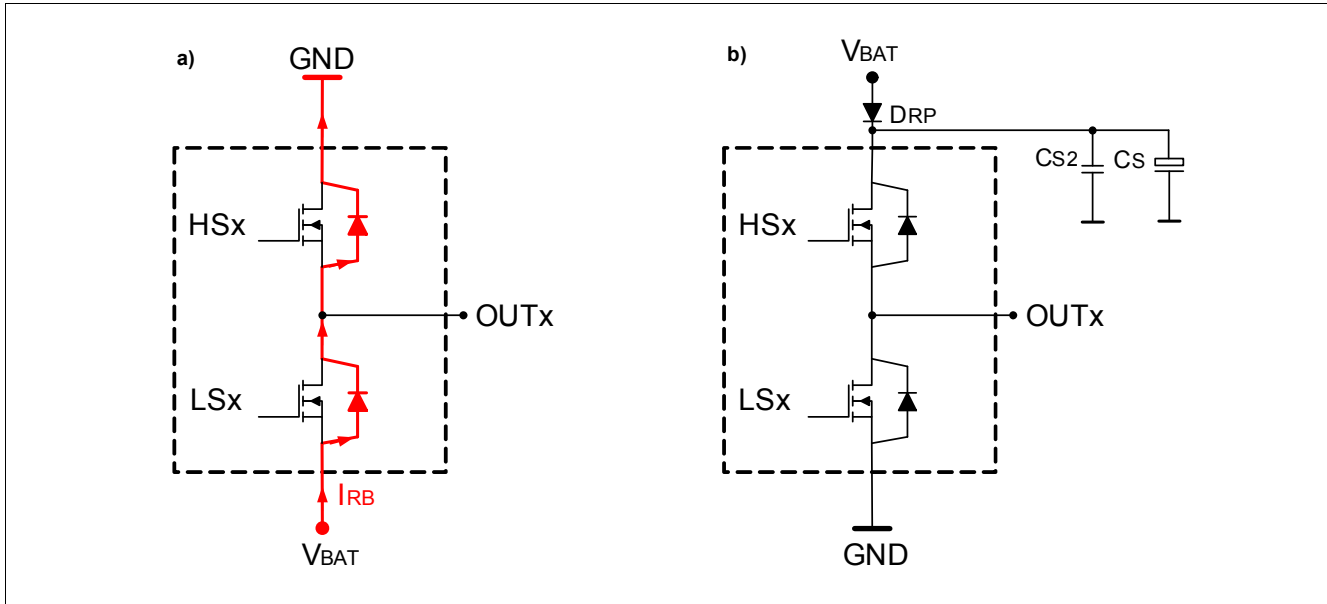 a)
GND
HSx
OUTx
LSx
IRB
VBAT
b)
VBAT
DRP
CS2
CS
HSx
OUTx
LSx
GND